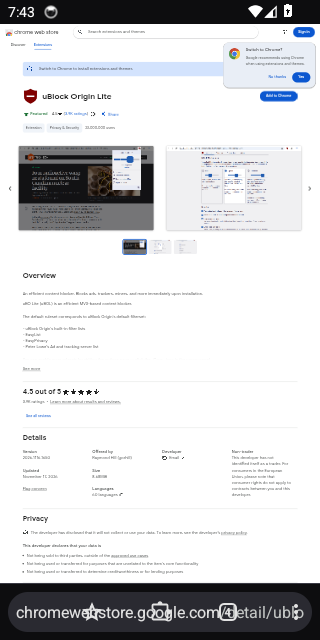 7:43
chrome web store
Search extensions and themes
Sign in
Discover
Extensions
Switch to Chrome?
Google recommends using Chrome when using extensions and themes.
No thanks
Yes
Switch to Chrome to install extensions and themes
uBlock Origin Lite
Add to Chrome
Featured
4.5
Share
Extension
Privacy & Security
users
Overview
An efficient content blocker. Blocks ads, trackers, miners, and more immediately upon installation.
uBO Lite (uBOL) is an efficient MV3-based content blocker.
The default ruleset corresponds to uBlock Origin's default filterset:
- uBlock Origin's built-in filter lists
- EasyList
- EasyPrivacy
- Peter Lowe's Ad and tracking server list
See more
4.5 out of 5
Learn more about results and reviews.
See all reviews
Details
Version
Updated
Flag concern
Offered by
Raymond Hill (gorhill)
Size
Languages
Developer
Email
Non-trader
This developer has not identified itself as a trader. For consumers in the European Union, please note that consumer rights do not apply to contracts between you and this developer.
Privacy
The developer has disclosed that it will not collect or use your data. To learn more, see the developer's privacy policy.
This developer declares that your data is
Not being sold to third parties, outside of the approved use cases
Not being used or transferred for purposes that are unrelated to the item's core functionality
Not being used or transferred to determine creditworthiness or for lending purposes
chromewebstore.google.com/detail/ublo